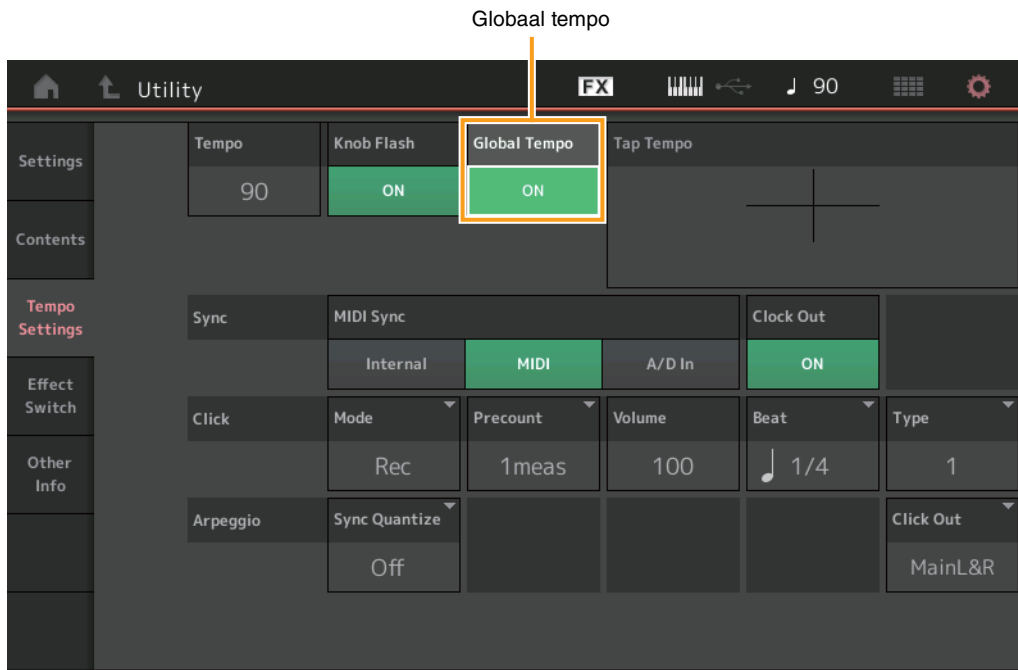 Globaal tempo
Utility
FX
90
Settings
Contents
Tempo
Settings
Effect
Switch
Other
Info
Tempo
90
Knob Flash
ON
Global Tempo
ON
Tap Tempo
Sync
MIDI Sync
Internal
MIDI
A/D In
Clock Out
ON
Click
Mode
Rec
Precount
1meas
Volume
100
Beat
1/4
Type
1
Arpeggio
Sync Quantize
Off
Click Out
MainL&R